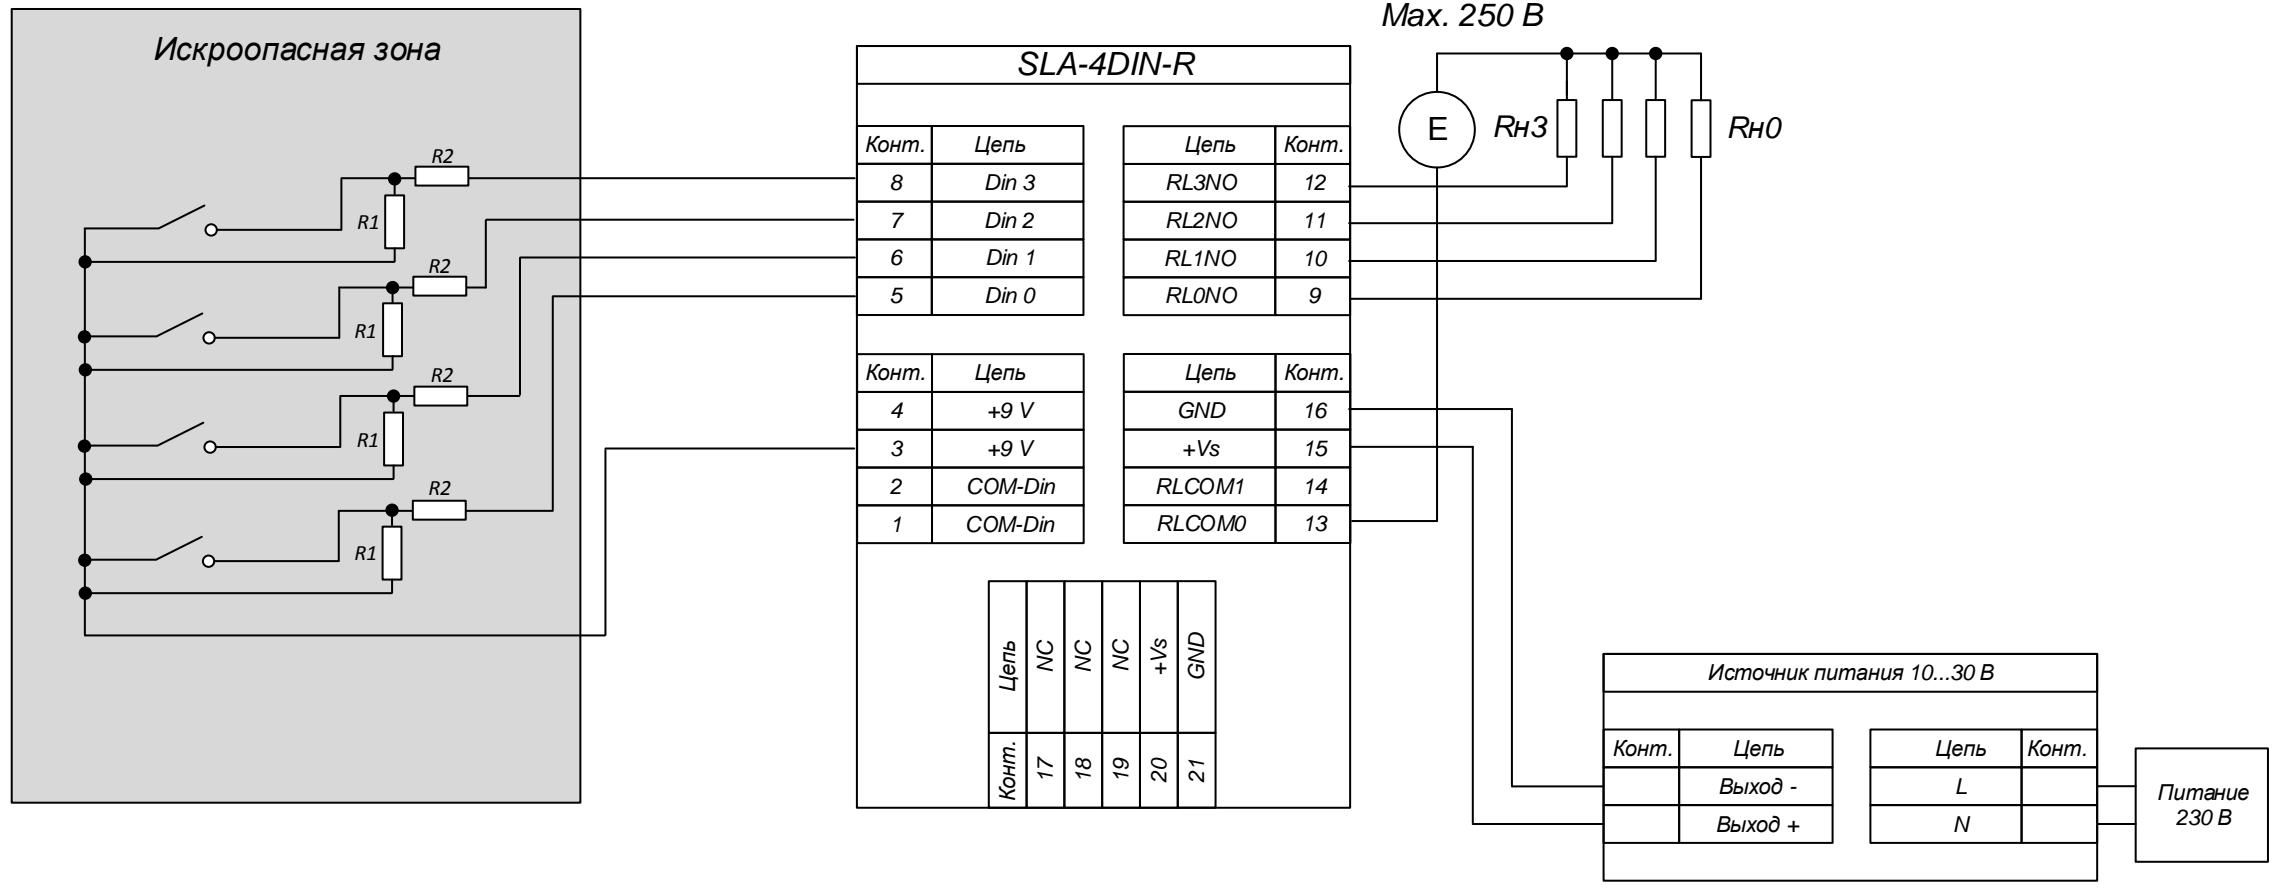 Max. 250 В
Искроопасная зона
SLA-4DIN-R
E
Rн3
Rн0
Конт. Цепь
8 Din 3
7 Din 2
6 Din 1
5 Din 0
Цепь Конт.
RL3NO 12
RL2NO 11
RL1NO 10
RL0NO 9
R2
R1
R2
R1
R2
R1
R2
R1
Конт. Цепь
4 +9 V
3 +9 V
2 COM-Din
1 COM-Din
Цепь Конт.
GND 16
+Vs 15
RLCOM1 14
RLCOM0 13
Цепь NC NC NC +Vs GND
Конт. 17 18 19 20 21
Источник питания 10...30 В
Конт. Цепь
Выход -
Выход +
Цепь Конт.
L
N
Питание
230 В